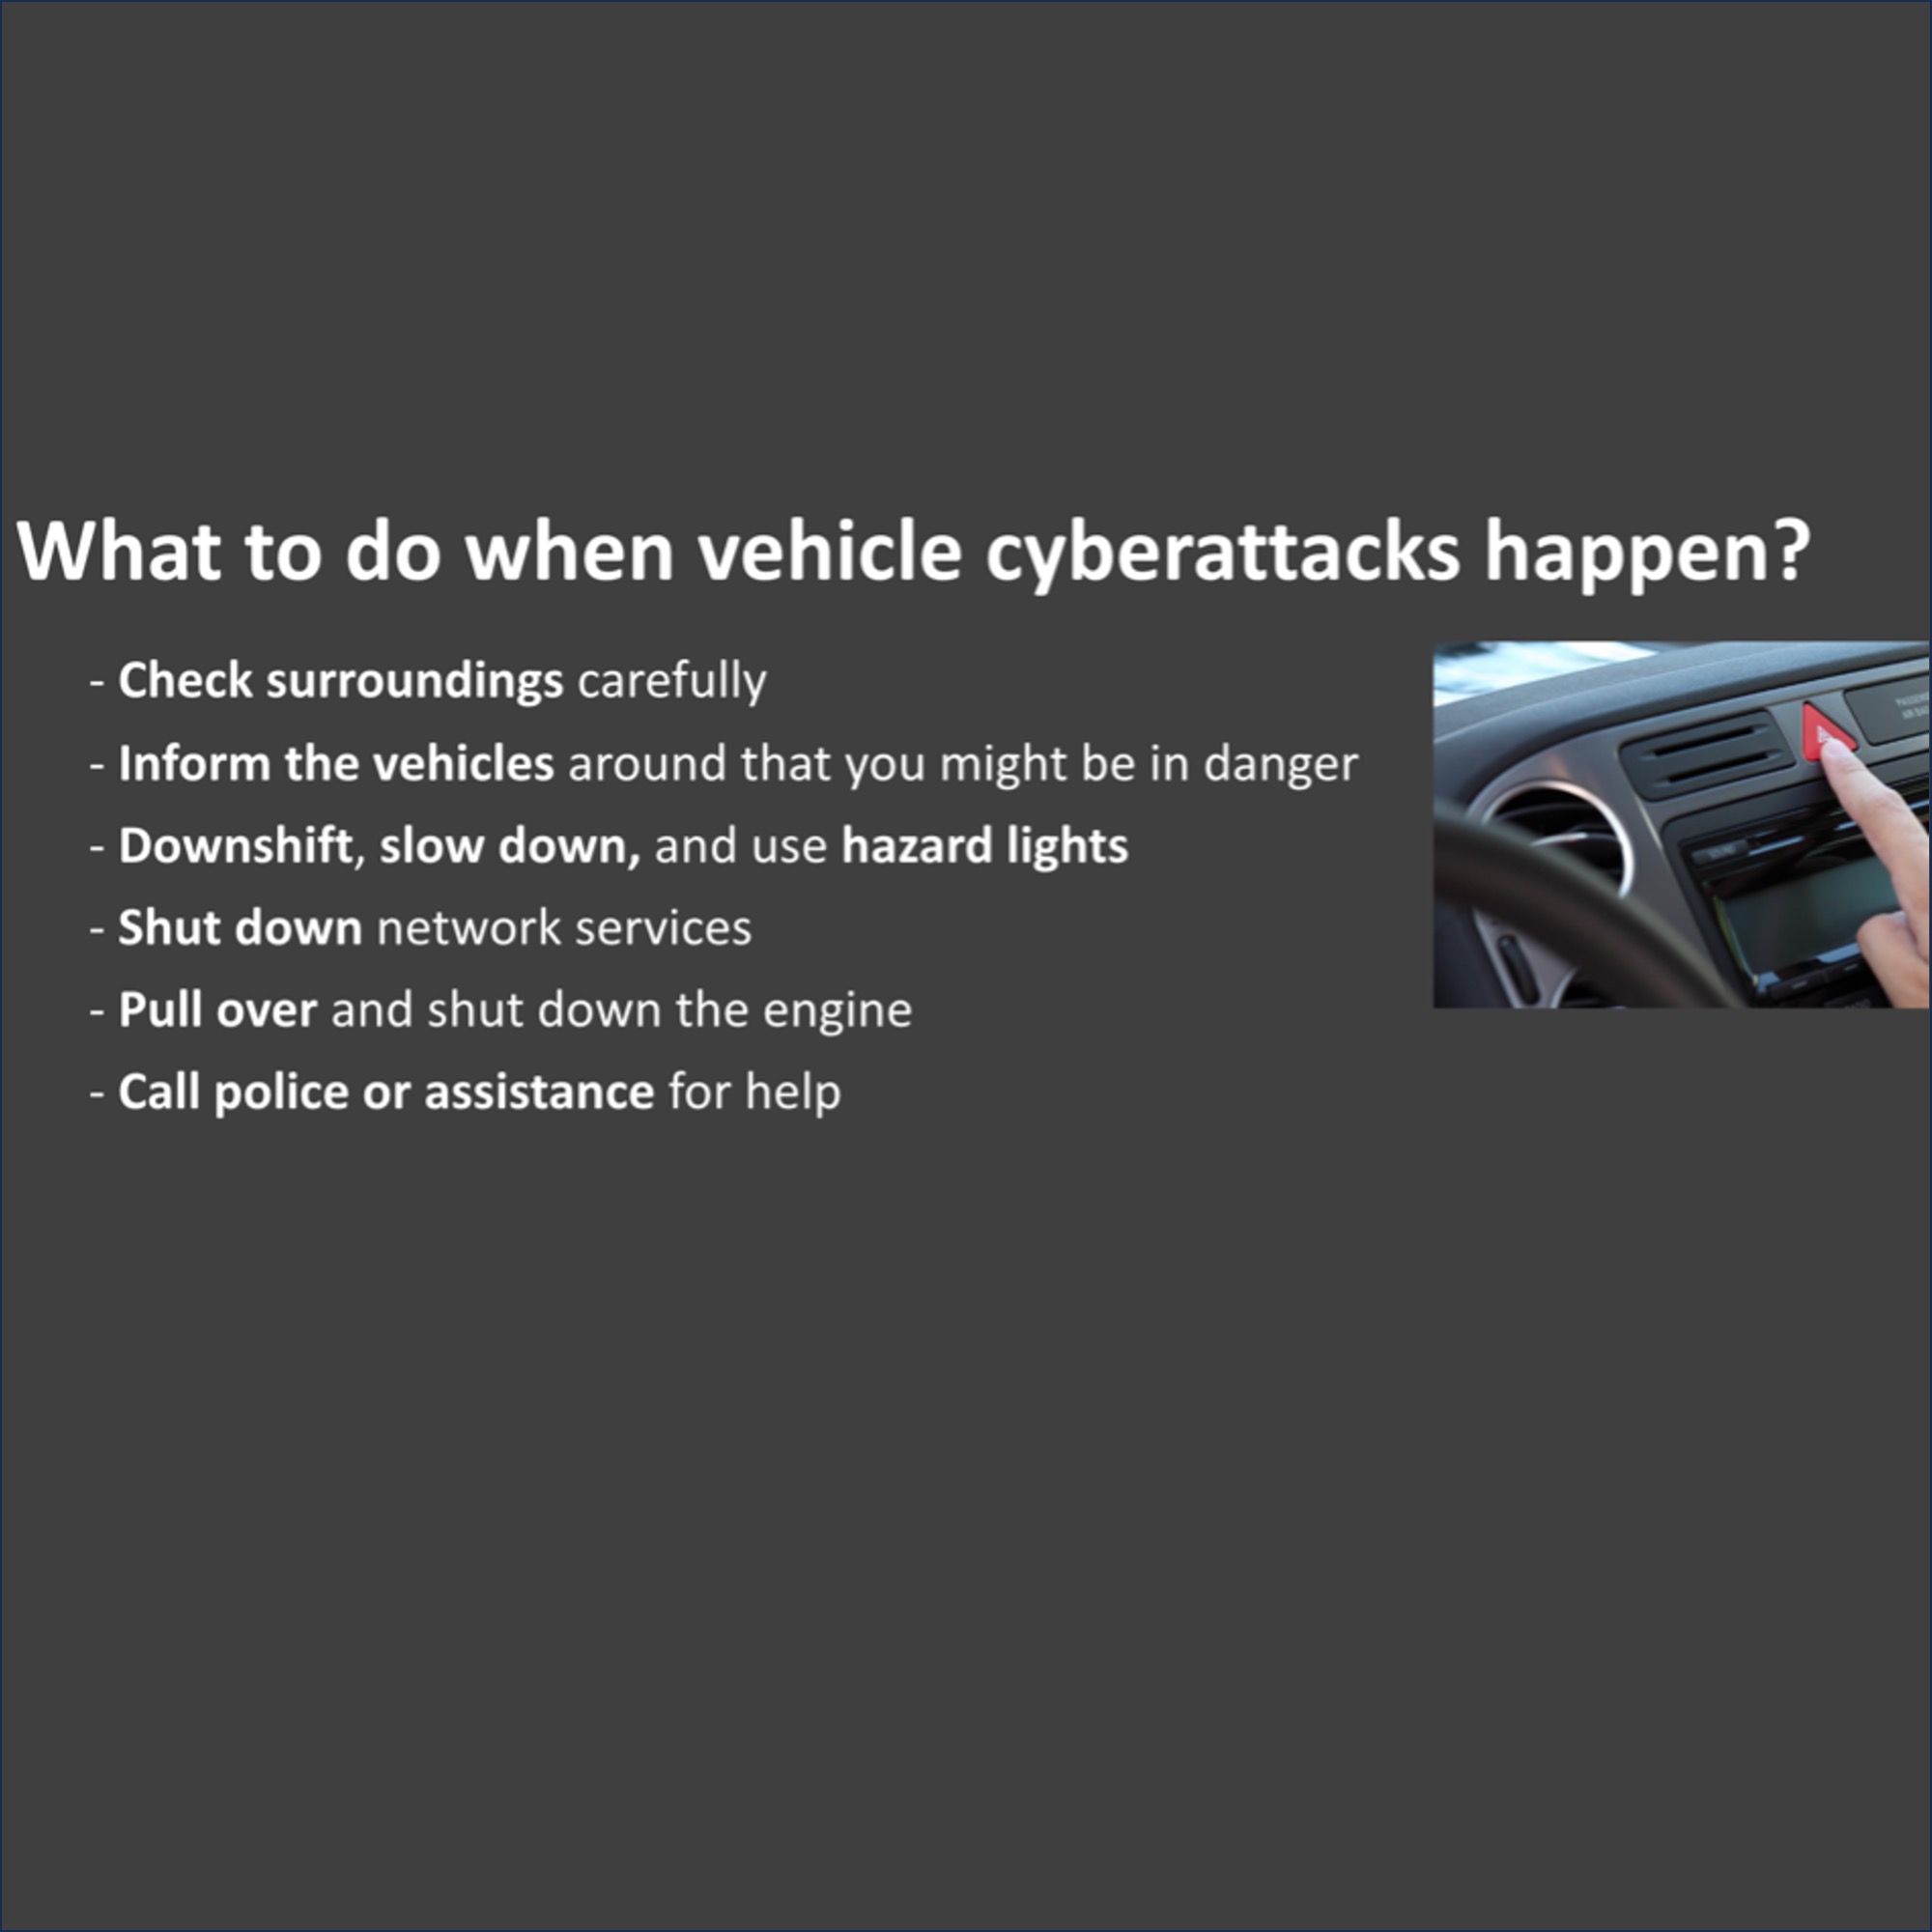 What to do when vehicle cyberattacks happen?
- Check surroundings carefully
- Inform the vehicles around that you might be in danger
- Downshift, slow down, and use hazard lights
- Shut down network services
- Pull over and shut down the engine
- Call police or assistance for help